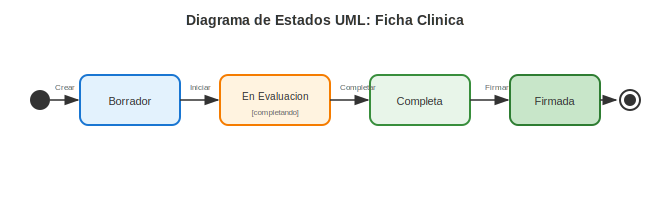 Diagrama de Estados UML: Ficha Clinica
Crear
Borrador
Iniciar
En Evaluacion
[completando]
Completar
Completa
Firmar
Firmada